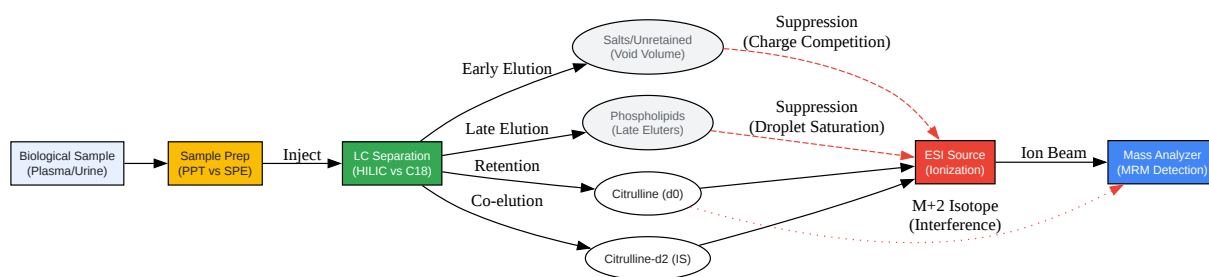 Biological Sample
(Plasma/Urine)
Sample Prep
(PPT vs SPE)
Inject
LC Separation
(HILIC vs C18)
Early Elution
Late Elution
Retention
Co-elution
Salts/Unretained
(Void Volume)
Phospholipids
(Late Eluters)
Citrulline (d0)
Citrulline-d2 (IS)
Suppression
(Charge Competition)
Suppression
(Droplet Saturation)
ESI Source
(Ionization)
Ion Beam
M+2 Isotope
(Interference)
Mass Analyzer
(MRM Detection)